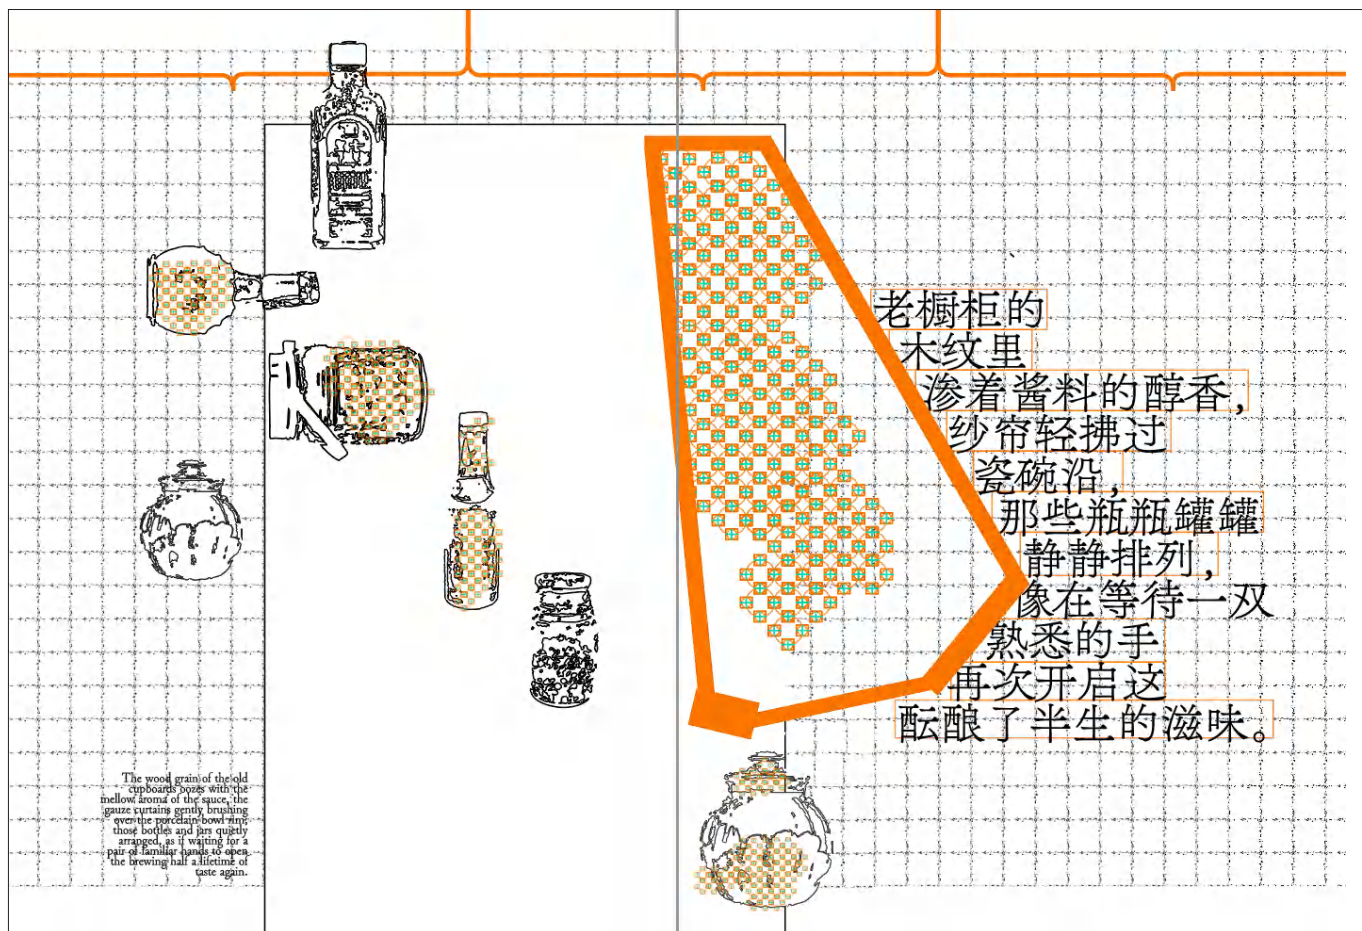 老橱柜的
木纹里
渗着酱料的醇香，
纱帘轻拂过
瓷碗沿，
那些瓶瓶罐罐
静静排列，
像在等待一双
熟悉的手
再次开启这
酝酿了半生的滋味。
The wood grain of the old
cupboards oozes with the
mellow aroma of the sauce, the
gauze curtains gently brushing
over the porcelain bowl rim,
those bottles and jars quietly
arranged, as if waiting for a
pair of familiar hands to open
the brewing half a lifetime of
taste again.